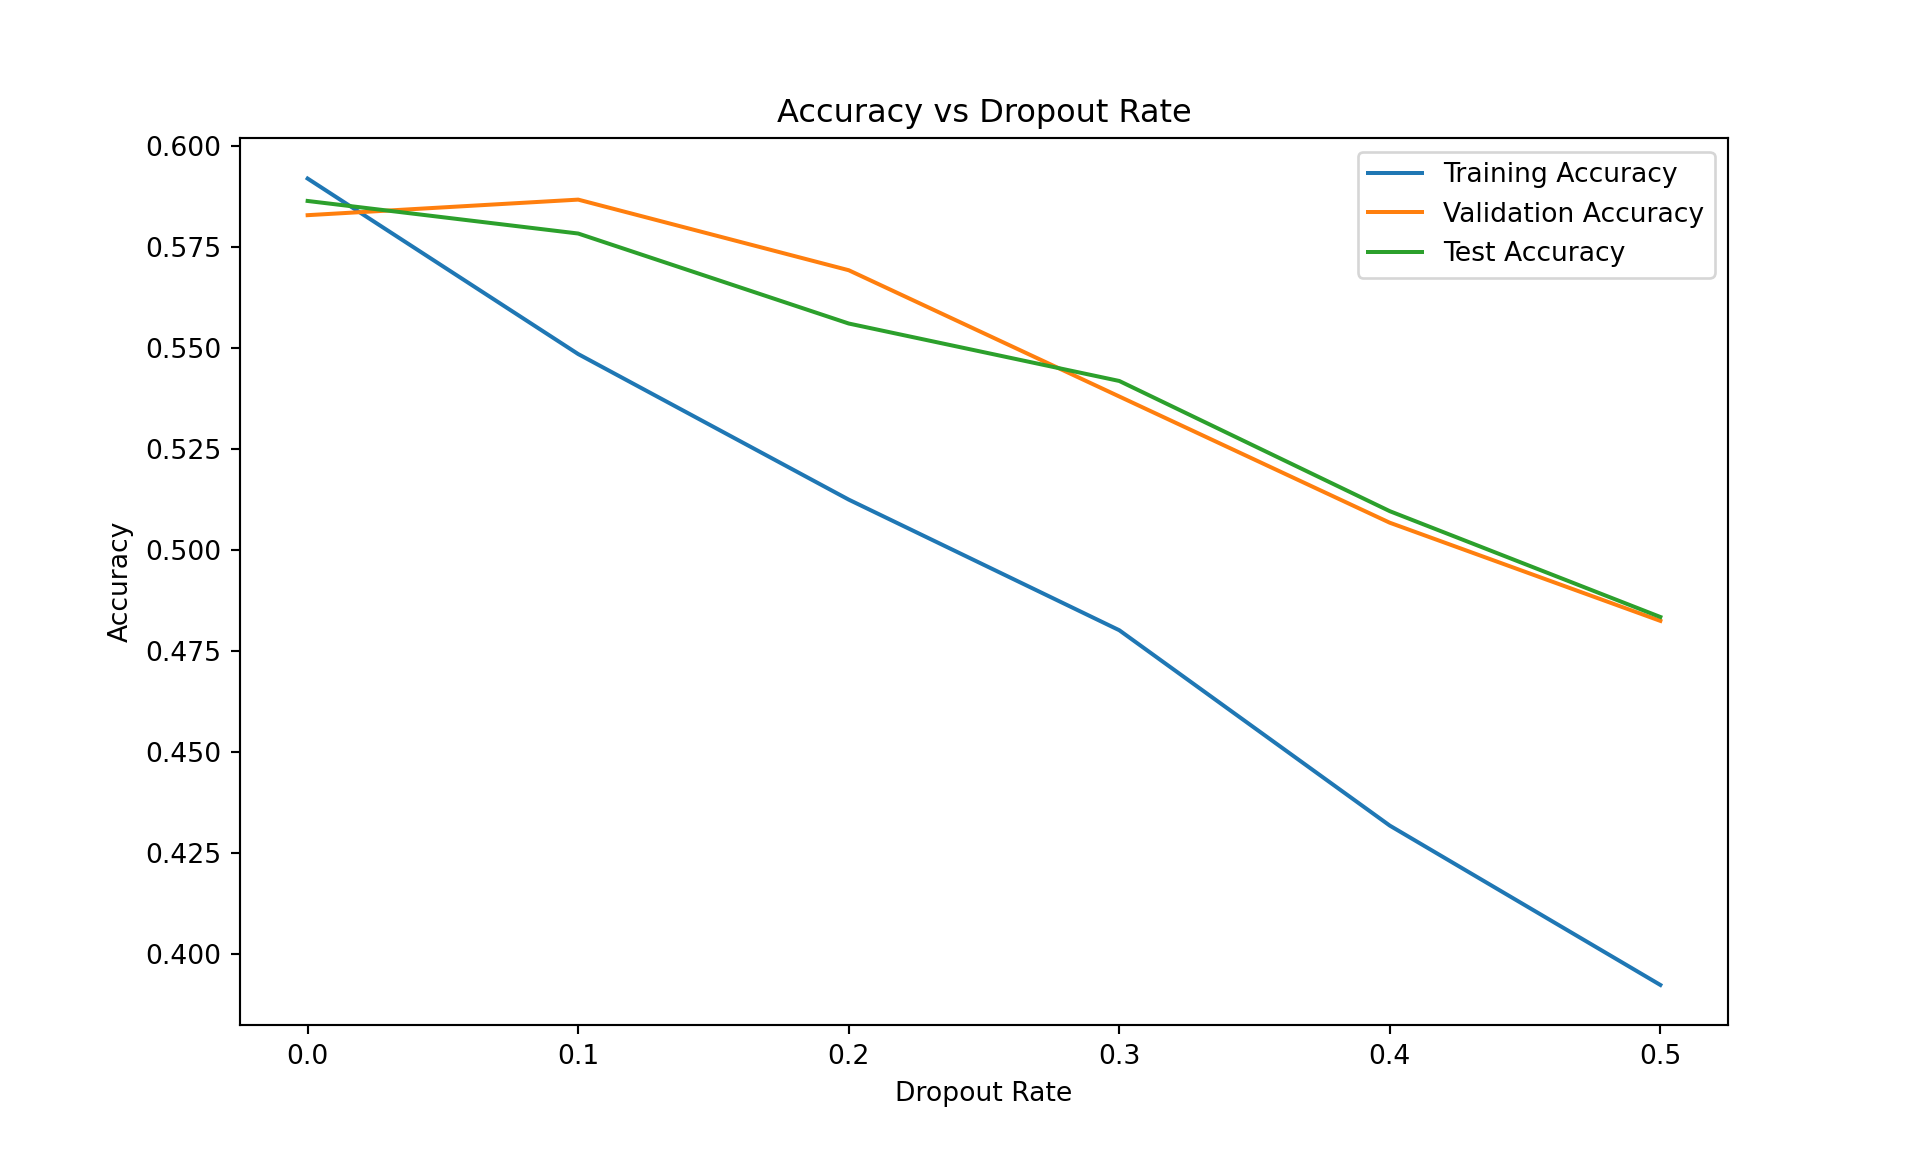 Accuracy vs Dropout Rate
Training Accuracy
Validation Accuracy
Test Accuracy
Accuracy
0.600
0.575
0.550
0.525
0.500
0.475
0.450
0.425
0.400
0.0 0.1 0.2 0.3 0.4 0.5
Dropout Rate